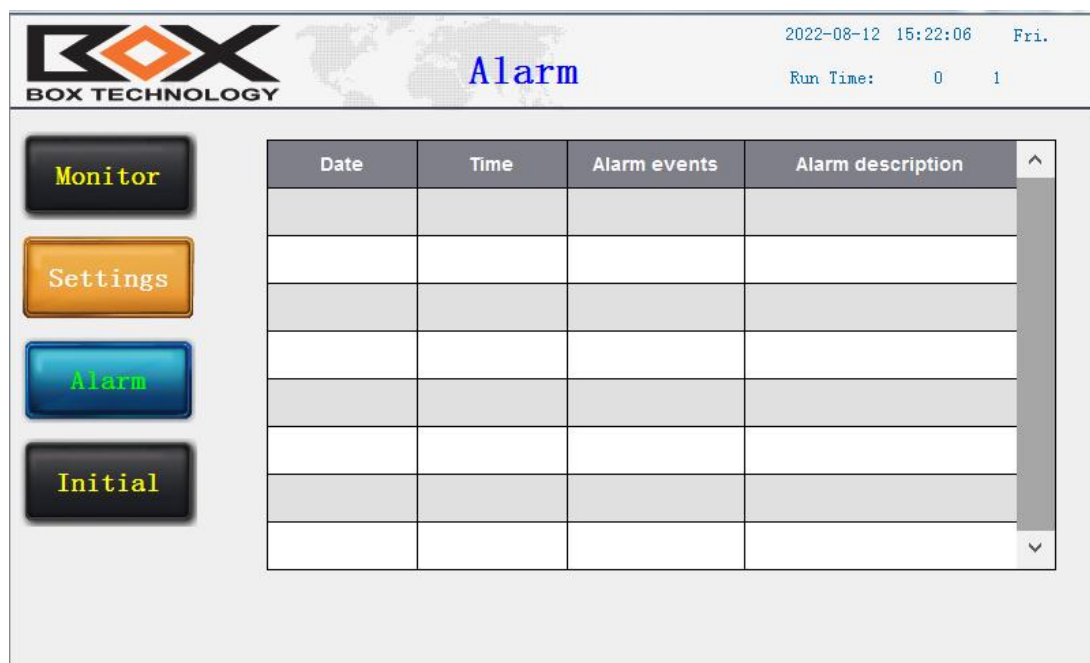 BOX
BOX TECHNOLOGY
Alarm
2022-08-12 15:22:06 Fri.
Run Time: 0 1
Monitor
Settings
Alarm
Initial
Date Time Alarm events Alarm description